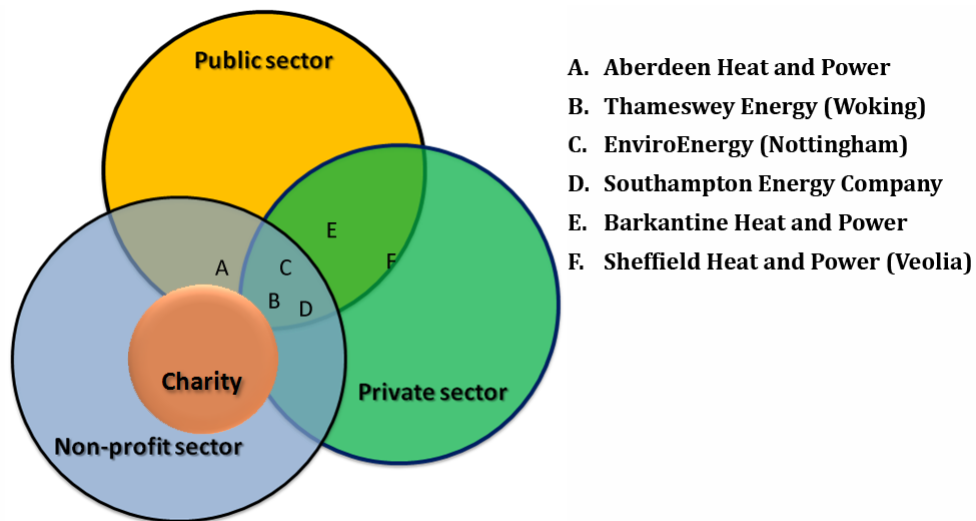 Public sector
A. Aberdeen Heat and Power
B. Thameswey Energy (Woking)
C. EnviroEnergy (Nottingham)
D. Southampton Energy Company
E. Barkantine Heat and Power
F. Sheffield Heat and Power (Veolia)
E
A
C
F
B
D
Charity
Private sector
Non-profit sector